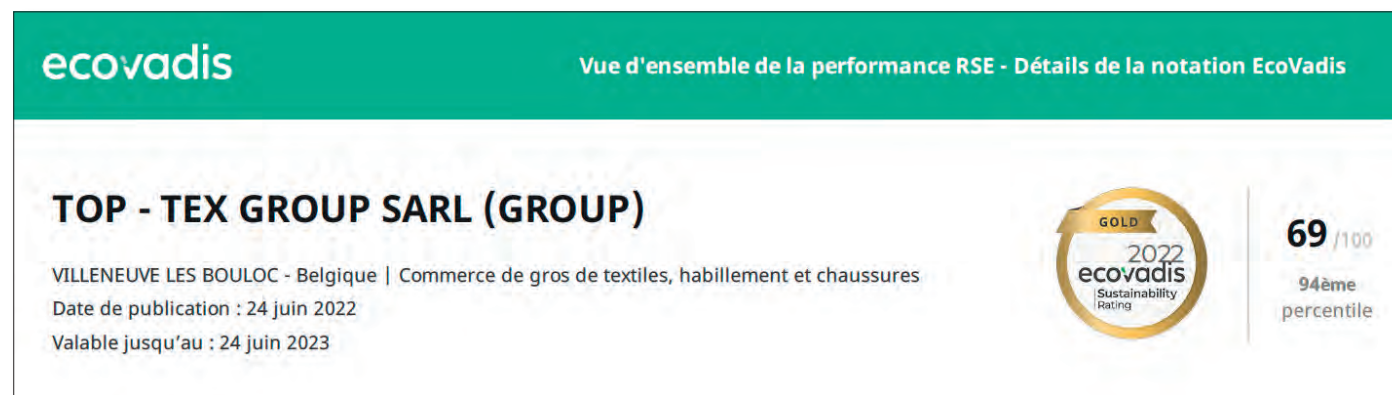 ecovadis
Vue d'ensemble de la performance RSE - Détails de la notation EcoVadis
TOP - TEX GROUP SARL (GROUP)
VILLENEUVE LES BOULOC - Belgique | Commerce de gros de textiles, habillement et chaussures
Date de publication : 24 juin 2022
Valable jusqu’au : 24 juin 2023
GOLD
2022
ecovadis
Sustainability
Rating
69 /100
94ème
percentile